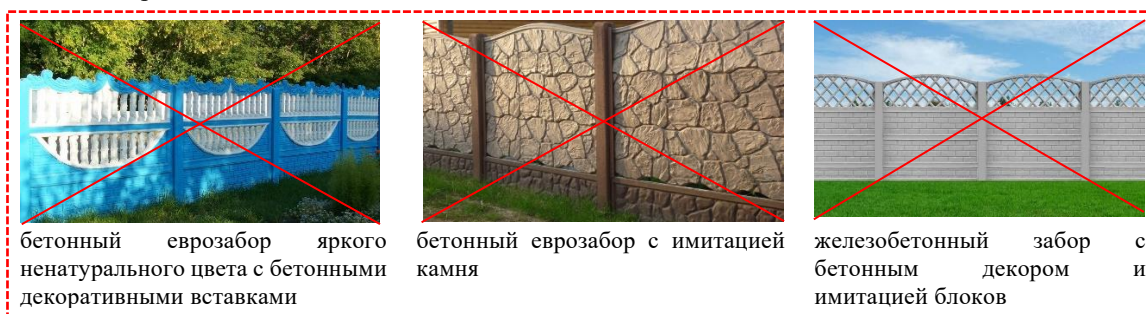 бетонный еврозабор яркого
ненатурального цвета с бетонными
декоративными вставками
бетонный еврозабор с имитацией
камня
железобетонный забор с
бетонным декором и
имитацией блоков